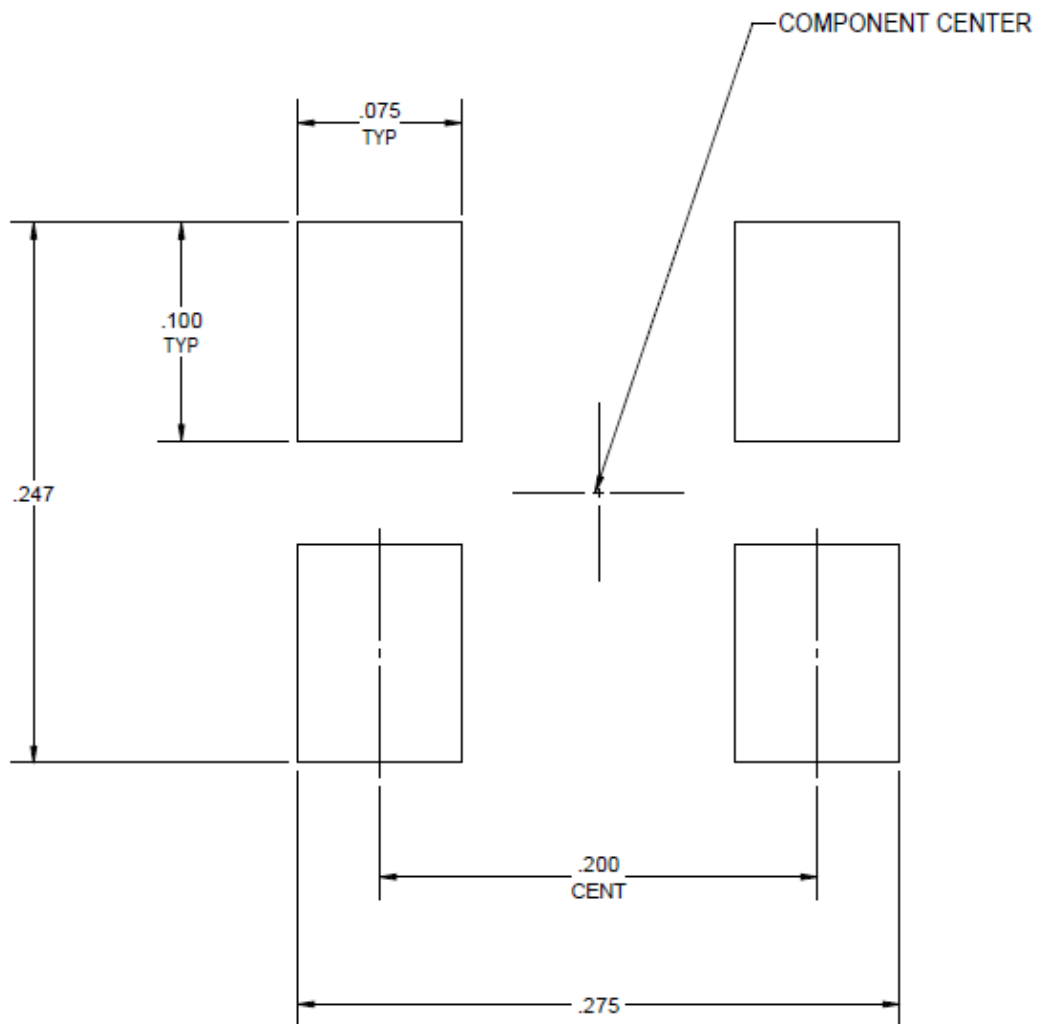 COMPONENT CENTER
.075
TYP
.100
TYP
.247
.200
CENT
.275